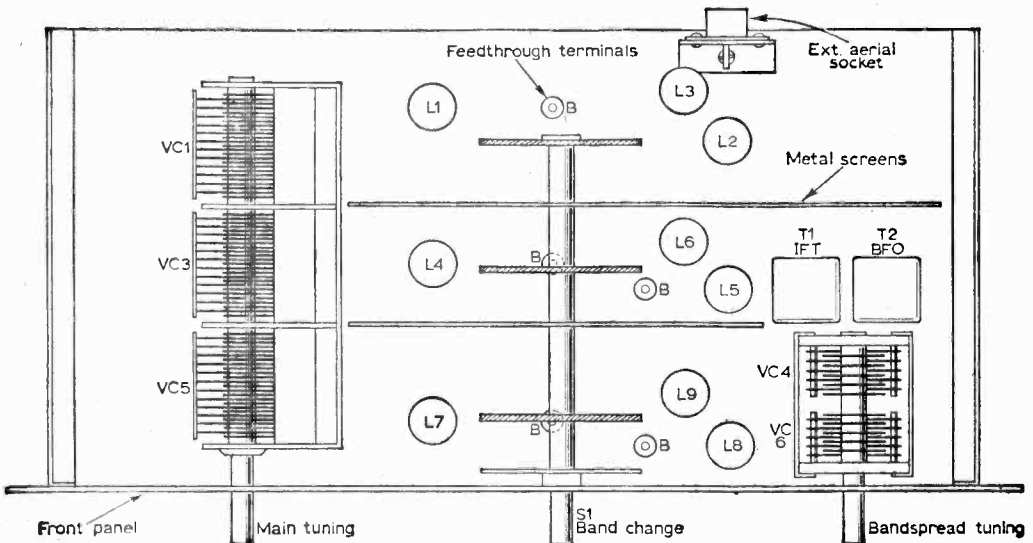 Ext. aerial
socket
Feedthrough terminals
L3
L1
B
L2
VC1
Metal screens
L6
T1
IFT
T2
BFO
VC3
L4
B
B
L5
VC4
VC5
L9
L7
B
B
L8
VC
6
Front panel
Main tuning
S1
Band change
Bandspread tuning